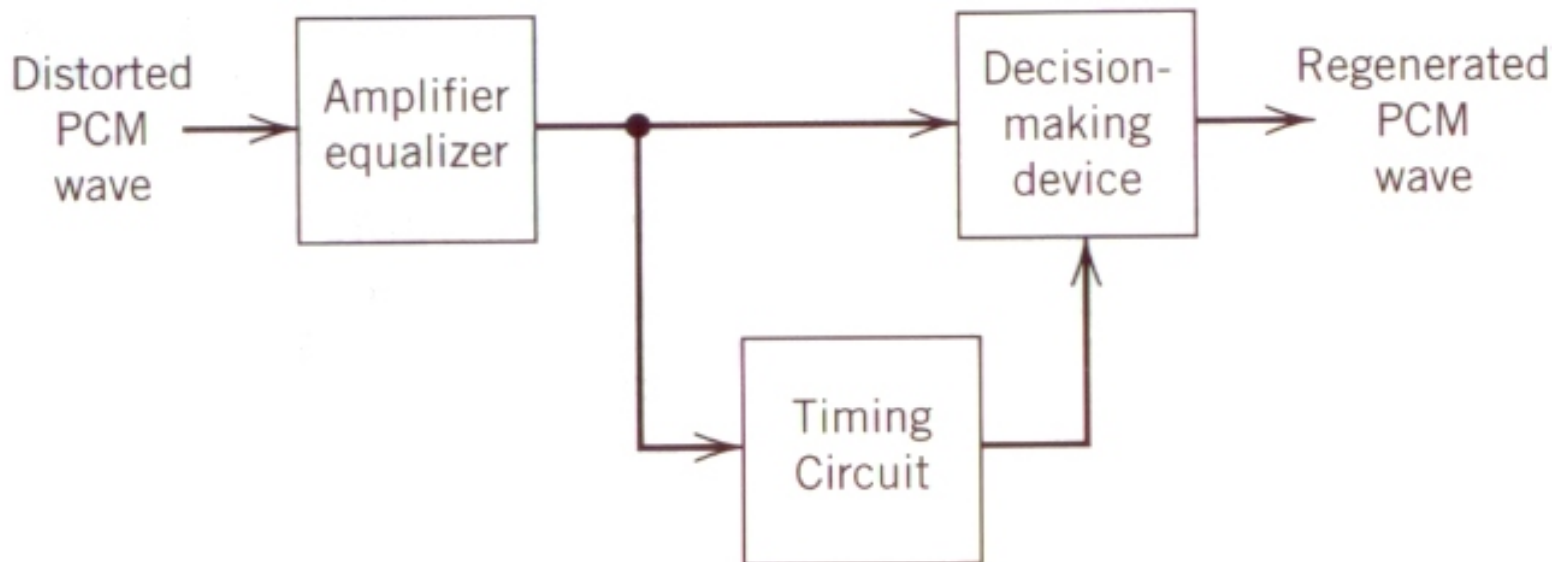 Distorted
PCM
wave
Amplifier
equalizer
Decision-
making
device
Regenerated
PCM
wave
Timing
Circuit